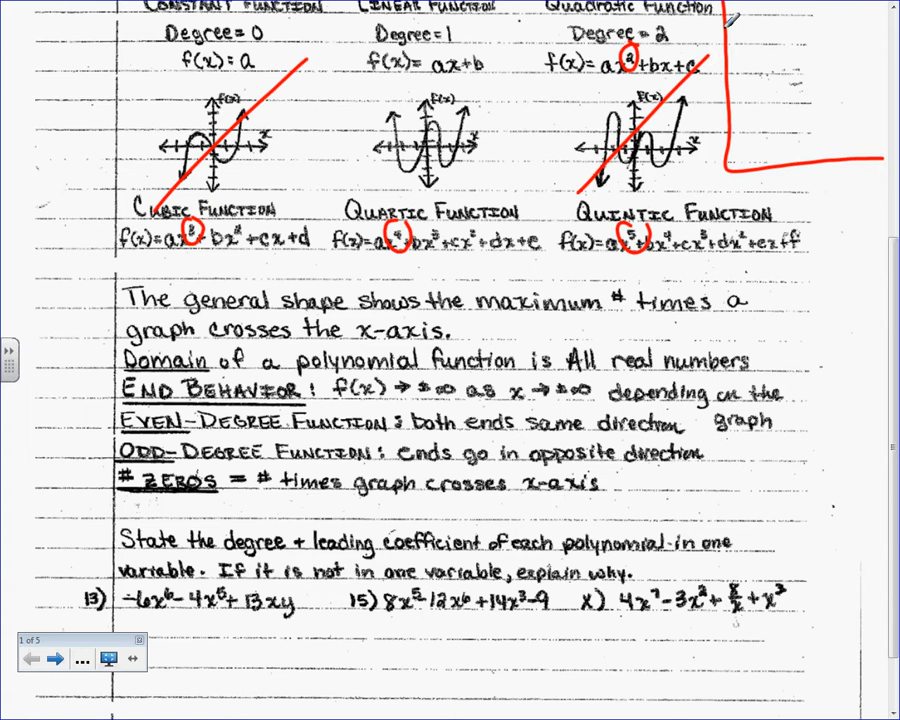 CONSTANT FUNCTION LINEAR FUNCTION Quadratic Function
Degree = 0 Degree = 1 Degree = 2
f(x) = a f(x) = ax+b f(x) = ax²+bx+c
f(x) f(x) f(x)
x x x
CUBIC FUNCTION QUARTIC FUNCTION QUINTIC FUNCTION
f(x)=ax³+bx²+cx+d f(x)=ax⁴+bx³+cx²+dx+e f(x)=ax⁵+bx⁴+cx³+dx²+ex+f
The general shape shows the maximum # times a
graph crosses the x-axis.
Domain of a polynomial function is All real numbers
END BEHAVIOR: f(x) → ±∞ as x → ±∞ depending on the
EVEN-DEGREE FUNCTION: both ends same direction graph
ODD-DEGREE FUNCTION: ends go in opposite direction
# ZEROS = # times graph crosses x-axis
State the degree + leading coefficient of each polynomial in one
variable. If it is not in one variable, explain why.
13) -6x⁶-4x⁵+13xy 15) 8x⁵-12x⁶+14x³-9 x) 4x⁷-3x²+8/x+x³
1 of 5